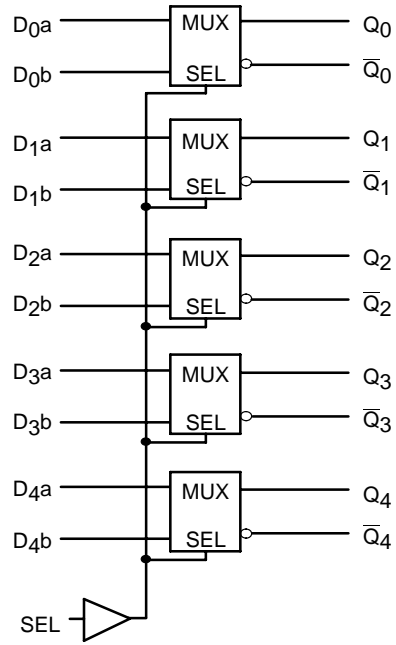 D₀a MUX Q₀
D₀b SEL Q̅₀
D₁a MUX Q₁
D₁b SEL Q̅₁
D₂a MUX Q₂
D₂b SEL Q̅₂
D₃a MUX Q₃
D₃b SEL Q̅₃
D₄a MUX Q₄
D₄b SEL Q̅₄
SEL